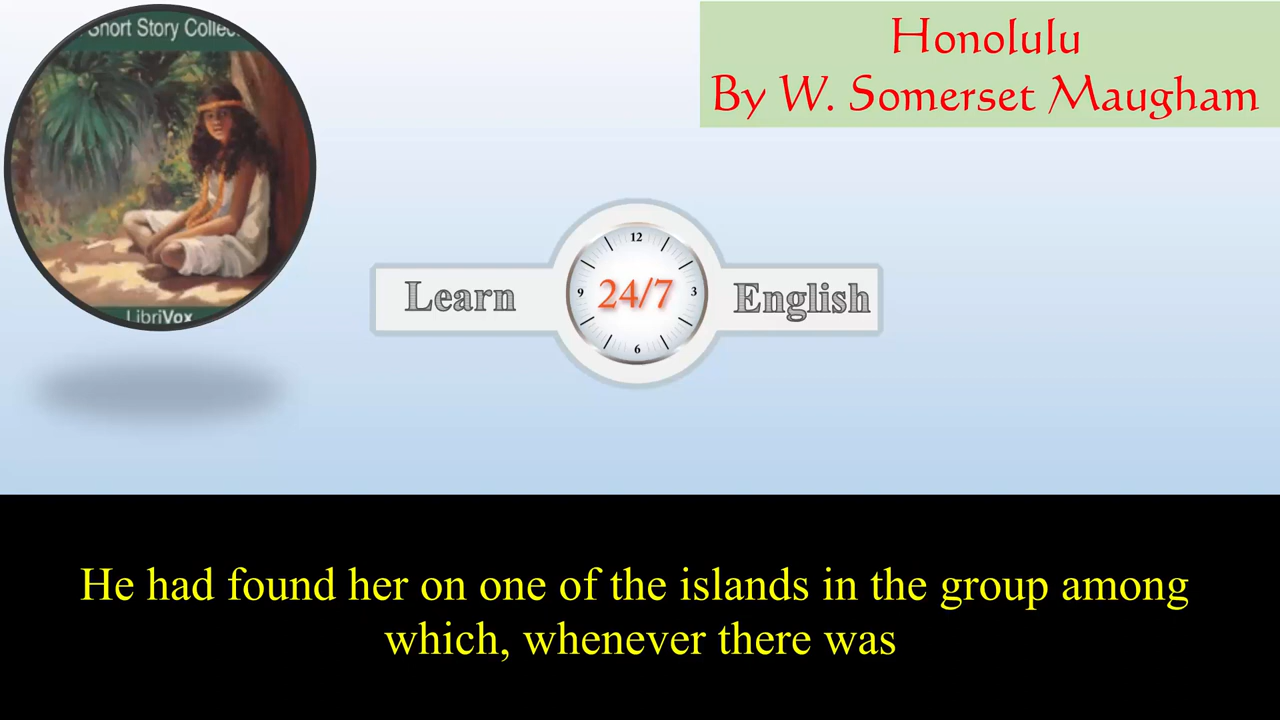 Short Story Collec
LibriVox
Honolulu
By W. Somerset Maugham
Learn
12
9
24/7
3
6
English
He had found her on one of the islands in the group among
which, whenever there was